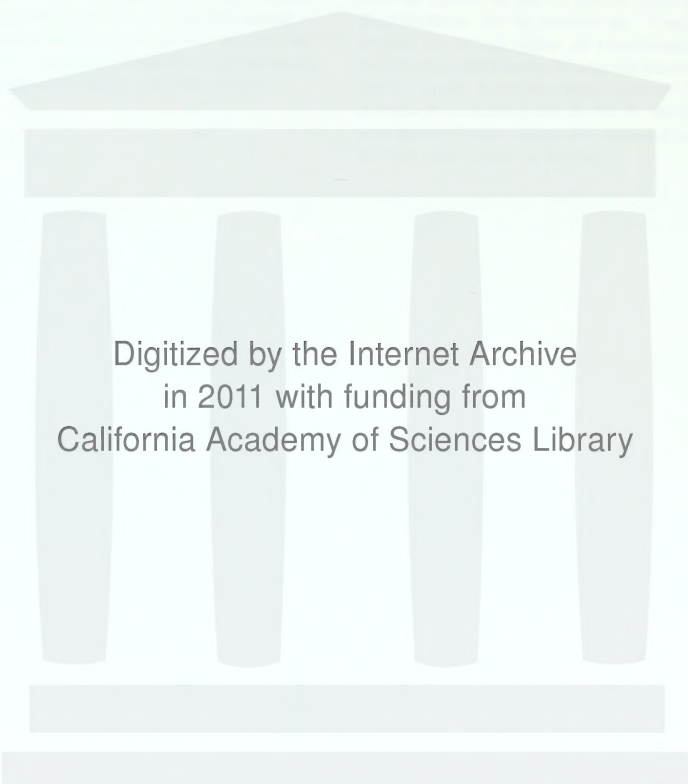 Digitized by the Internet Archive
in 2011 with funding from
California Academy of Sciences Library